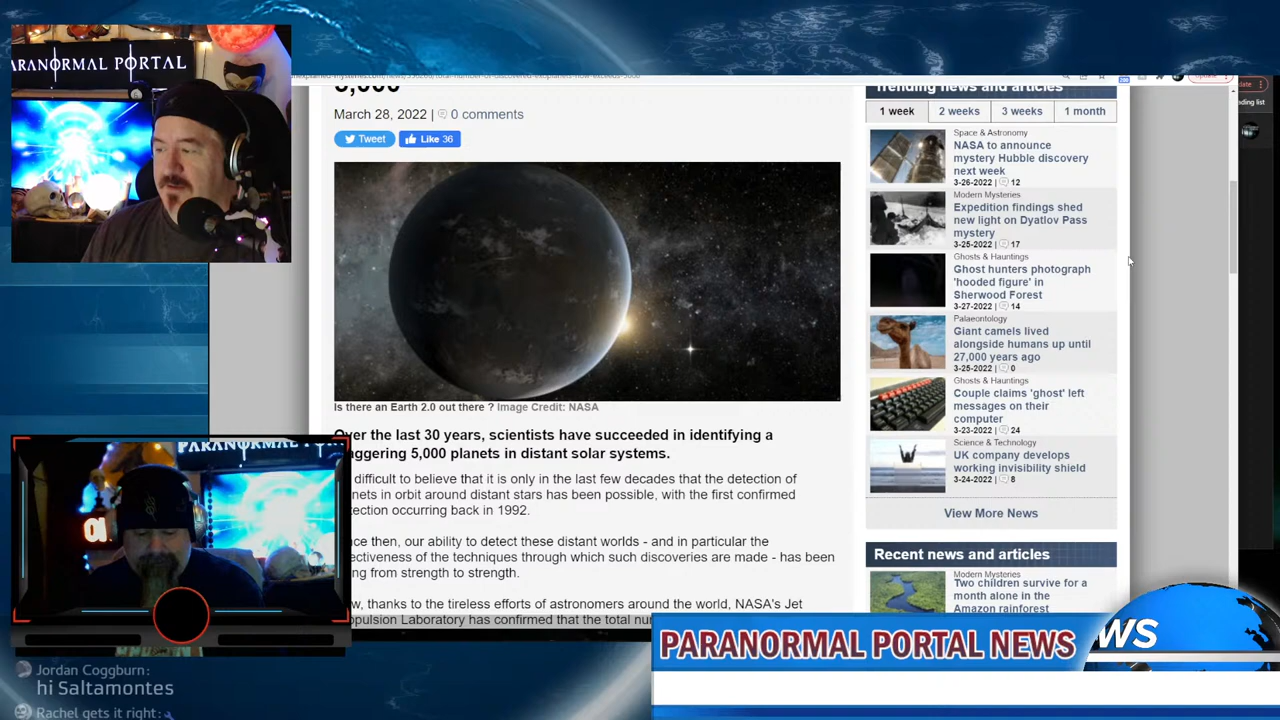 ARANORMAL PORTAL
5,000
March 28, 2022 | 0 comments
Tweet
Like 36
Is there an Earth 2.0 out there ? Image Credit: NASA
Over the last 30 years, scientists have succeeded in identifying a
ggering 5,000 planets in distant solar systems.
difficult to believe that it is only in the last few decades that the detection of
nets in orbit around distant stars has been possible, with the first confirmed
tection occurring back in 1992.
ce then, our ability to detect these distant worlds - and in particular the
ectiveness of the techniques through which such discoveries are made - has been
ng from strength to strength.
w, thanks to the tireless efforts of astronomers around the world, NASA's Jet
pulsion Laboratory has confirmed that the total nu
Trending news and articles
1 week 2 weeks 3 weeks 1 month
Space & Astronomy
NASA to announce
mystery Hubble discovery
next week
3-26-2022 | 12
Modern Mysteries
Expedition findings shed
new light on Dyatlov Pass
mystery
3-25-2022 | 17
Ghosts & Hauntings
Ghost hunters photograph
'hooded figure' in
Sherwood Forest
3-27-2022 | 14
Palaeontology
Giant camels lived
alongside humans up until
27,000 years ago
3-25-2022 | 0
Ghosts & Hauntings
Couple claims 'ghost' left
messages on their
computer
3-23-2022 | 24
Science & Technology
UK company develops
working invisibility shield
3-24-2022 | 8
View More News
Recent news and articles
Modern Mysteries
Two children survive for a
month alone in the
Amazon rainforest
PARANORMAL PORTAL NEWS
WS
Jordan Coggburn:
hi Saltamontes
Rachel gets it right: